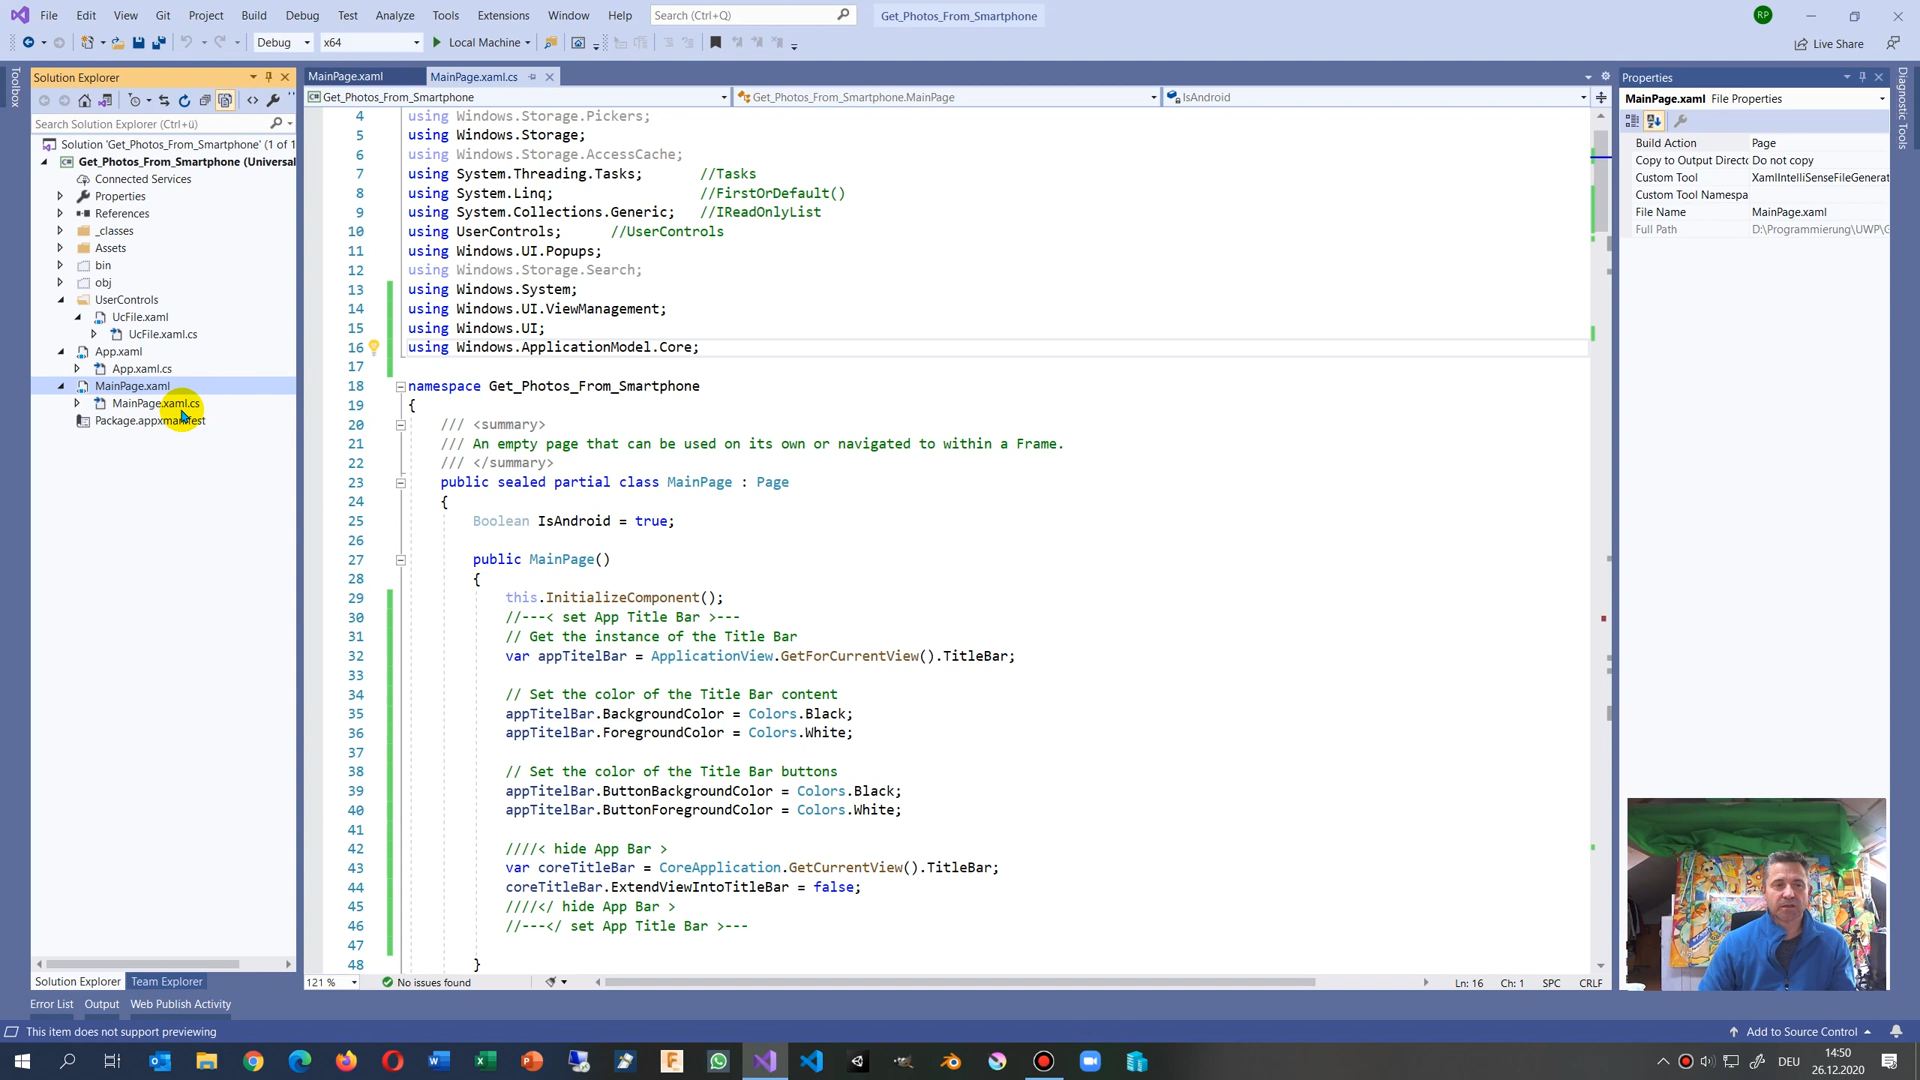 File Edit View Git Project Build Debug Test Analyze Tools Extensions Window Help Search (Ctrl+Q) Get_Photos_From_Smartphone RP
Debug x64 Local Machine Live Share
Toolbox
Solution Explorer
Search Solution Explorer (Ctrl+ü)
Solution 'Get_Photos_From_Smartphone' (1 of 1
Get_Photos_From_Smartphone (Universal
Connected Services
Properties
References
_classes
Assets
bin
obj
UserControls
UcFile.xaml
UcFile.xaml.cs
App.xaml
App.xaml.cs
MainPage.xaml
MainPage.xaml.cs
Package.appxmanifest
Solution Explorer Team Explorer
MainPage.xaml MainPage.xaml.cs
Get_Photos_From_Smartphone Get_Photos_From_Smartphone.MainPage IsAndroid
4 using Windows.Storage.Pickers;
5 using Windows.Storage;
6 using Windows.Storage.AccessCache;
7 using System.Threading.Tasks; //Tasks
8 using System.Linq; //FirstOrDefault()
9 using System.Collections.Generic; //IReadOnlyList
10 using UserControls; //UserControls
11 using Windows.UI.Popups;
12 using Windows.Storage.Search;
13 using Windows.System;
14 using Windows.UI.ViewManagement;
15 using Windows.UI;
16 using Windows.ApplicationModel.Core;
17
18 namespace Get_Photos_From_Smartphone
19 {
20 /// <summary>
21 /// An empty page that can be used on its own or navigated to within a Frame.
22 /// </summary>
23 public sealed partial class MainPage : Page
24 {
25 Boolean IsAndroid = true;
26
27 public MainPage()
28 {
29 this.InitializeComponent();
30 //---< set App Title Bar >---
31 // Get the instance of the Title Bar
32 var appTitelBar = ApplicationView.GetForCurrentView().TitleBar;
33
34 // Set the color of the Title Bar content
35 appTitelBar.BackgroundColor = Colors.Black;
36 appTitelBar.ForegroundColor = Colors.White;
37
38 // Set the color of the Title Bar buttons
39 appTitelBar.ButtonBackgroundColor = Colors.Black;
40 appTitelBar.ButtonForegroundColor = Colors.White;
41
42 ////< hide App Bar >
43 var coreTitleBar = CoreApplication.GetCurrentView().TitleBar;
44 coreTitleBar.ExtendViewIntoTitleBar = false;
45 ////</ hide App Bar >
46 //---</ set App Title Bar >---
47
48 }
121 % No issues found Ln: 16 Ch: 1 SPC CRLF
Properties
MainPage.xaml File Properties
Build Action Page
Copy to Output Directo Do not copy
Custom Tool XamlIntelliSenseFileGenerat
Custom Tool Namespa
File Name MainPage.xaml
Full Path D:\Programmierung\UWP\G
Diagnostic Tools
Error List Output Web Publish Activity
This item does not support previewing Add to Source Control
DEU 14:50
26.12.2020